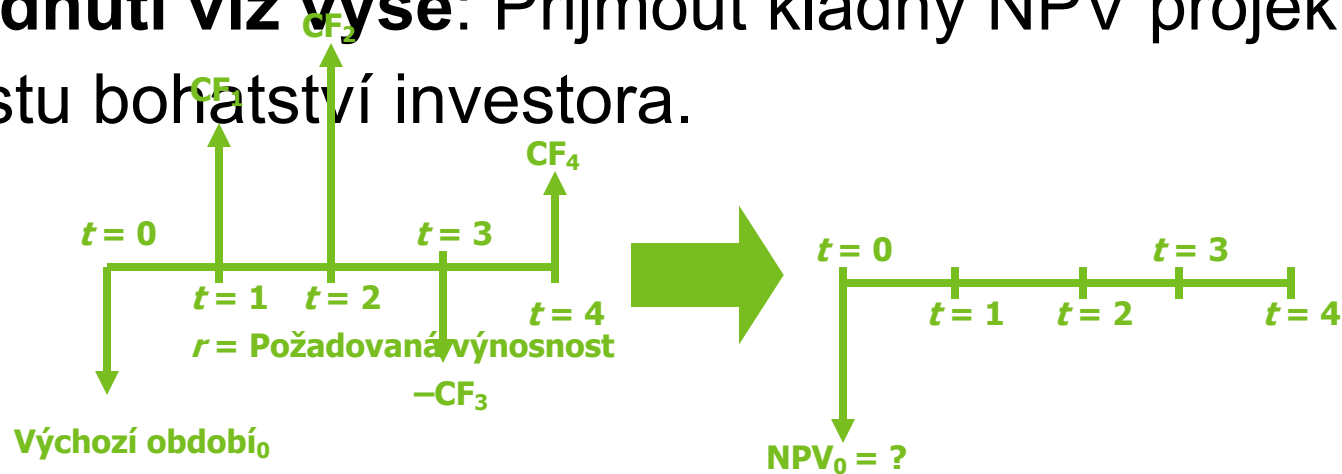 dnutí viz výše: Přijmout kladný NPV projek
stu bohatství investora.
CF₂
CF₁
CF₄
t = 0
t = 3
t = 1
t = 2
t = 4
r = Požadovaná výnosnost
–CF₃
Výchozí období₀
t = 0
t = 3
t = 1
t = 2
t = 4
NPV₀ = ?